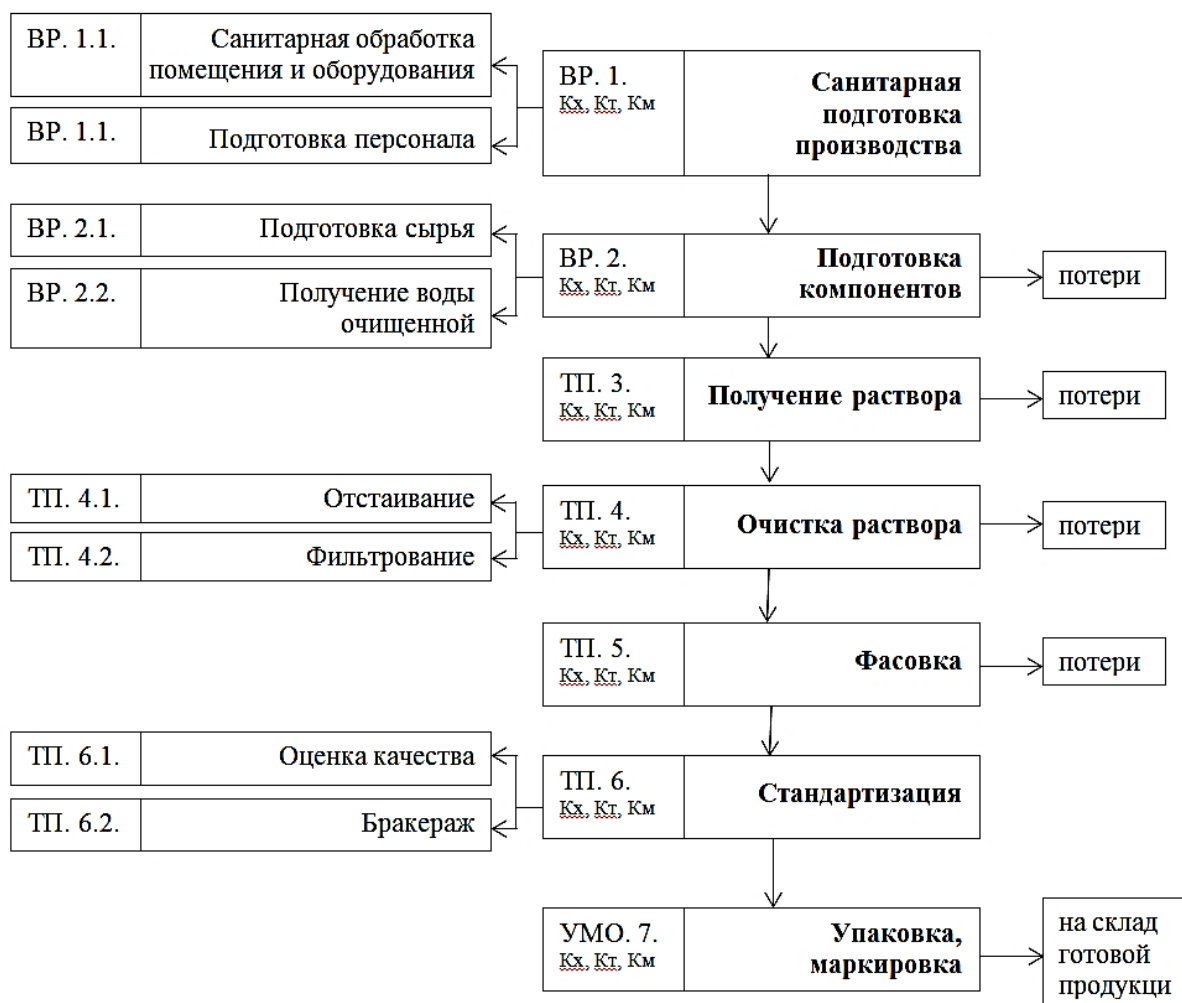 ВР. 1.1.
Санитарная обработка
помещения и оборудования
ВР. 1.1.
Подготовка персонала
ВР. 1.
Кх, Кт, Км
Санитарная
подготовка
производства
ВР. 2.1.
Подготовка сырья
ВР. 2.2.
Получение воды
очищенной
ВР. 2.
Кх, Кт, Км
Подготовка
компонентов
потери
ТП. 3.
Кх, Кт, Км
Получение раствора
потери
ТП. 4.1.
Отстаивание
ТП. 4.2.
Фильтрование
ТП. 4.
Кх, Кт, Км
Очистка раствора
потери
ТП. 5.
Кх, Кт, Км
Фасовка
потери
ТП. 6.1.
Оценка качества
ТП. 6.2.
Бракераж
ТП. 6.
Кх, Кт, Км
Стандартизация
УМО. 7.
Кх, Кт, Км
Упаковка,
маркировка
на склад
готовой
продукци